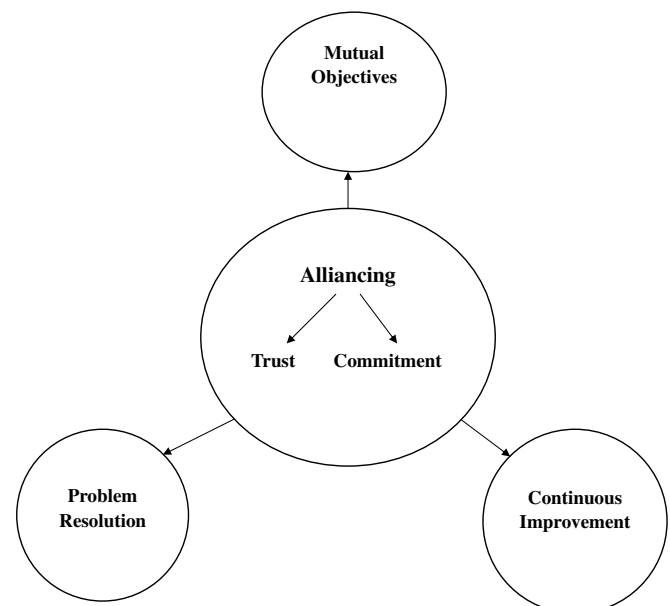 Mutual
Objectives
Alliancing
Trust Commitment
Problem
Resolution
Continuous
Improvement